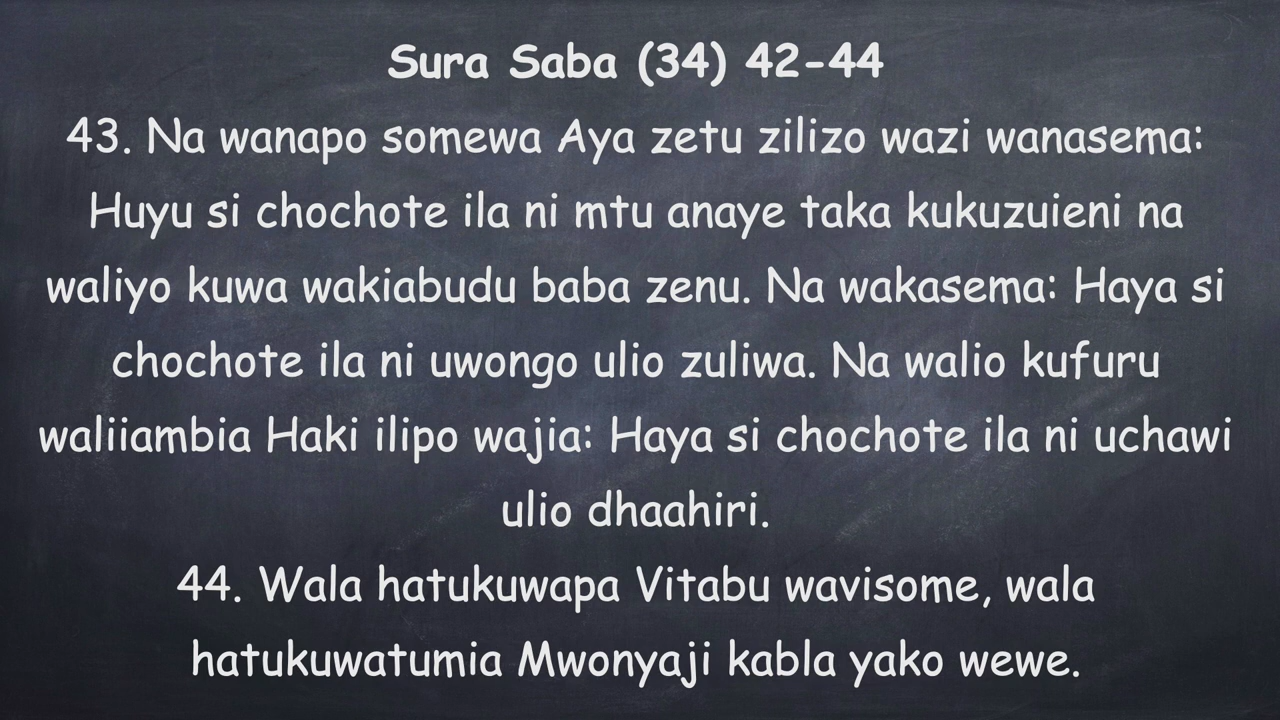 Sura Saba (34) 42-44
43. Na wanapo somewa Aya zetu zilizo wazi wanasema:
Huyu si chochote ila ni mtu anaye taka kukuzuieni na
waliyo kuwa wakiabudu baba zenu. Na wakasema: Haya si
chochote ila ni uwongo ulio zuliwa. Na walio kufuru
waliiambia Haki ilipo wajia: Haya si chochote ila ni uchawi
ulio dhaahiri.
44. Wala hatukuwapa Vitabu wavisome, wala
hatukuwatumia Mwonyaji kabla yako wewe.